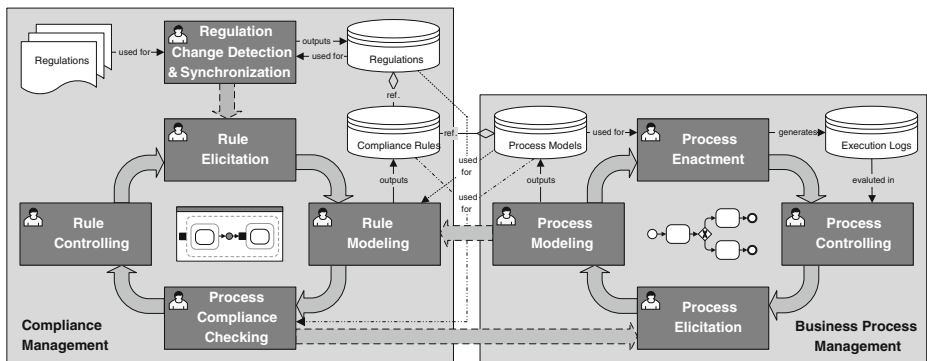 Regulations
used for
Regulation
Change Detection
& Synchronization
outputs
used for
Regulations
ref.
Rule
Elicitation
Compliance Rules
ref.
Process Models
used for
Process
Enactment
generates
Execution Logs
used
for
outputs
used
for
outputs
evaluted in
Rule
Controlling
Rule
Modeling
Process
Modeling
Process
Controlling
Process
Compliance
Checking
Process
Elicitation
Compliance
Management
Business Process
Management